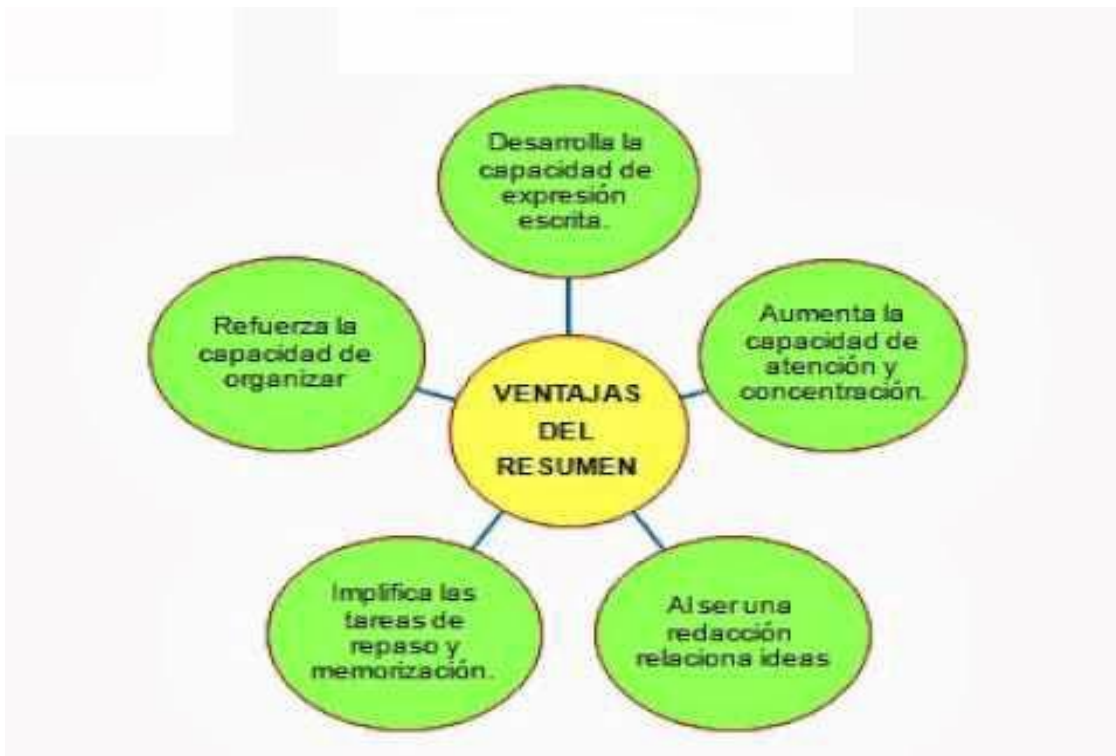 Desarrolla la
capacidad de
expresión
escrita.
Aumenta la
capacidad de
atención y
concentración.
Refuerza la
capacidad de
organizar
VENTAJAS
DEL
RESUMEN
Implifica las
tareas de
repaso y
memorización.
Al ser una
redacción
relaciona ideas